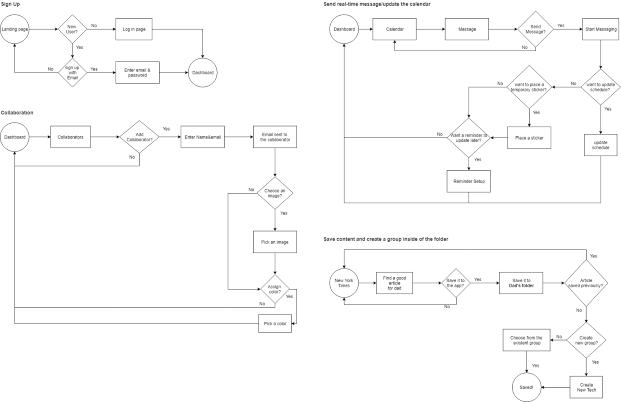 Sign Up
Landing page
New
User?
No
Log in page
Yes
sign up
with
Email
No
Yes
Enter email &
password
Dashboard
Collaboration
Dashboard
Collaborators
Add
Collaborator?
Yes
No
Enter Name&email
Email sent to
the collaborator
Choose an
image?
No
Yes
Pick an image
Assign
color?
No
Yes
Pick a color
Send real-time message/update the calendar
Dashboard
Calendar
Message
Send
Message?
Yes
No
Start Messaging
want to update
schedule?
No
Yes
want to place a
temporary sticker?
Yes
No
Place a sticker
update
schedule
Want a reminder to
update later?
No
Yes
Reminder Setup
Save content and create a group inside of the folder
New York
Times
Find a good
article
for dad
Save it to
the app?
Yes
No
Save it to
Dad's folder
Article
saved previously?
Yes
No
Create
new group?
No
Yes
Choose from the
existent group
Yes
Create
New Tech
Saved!